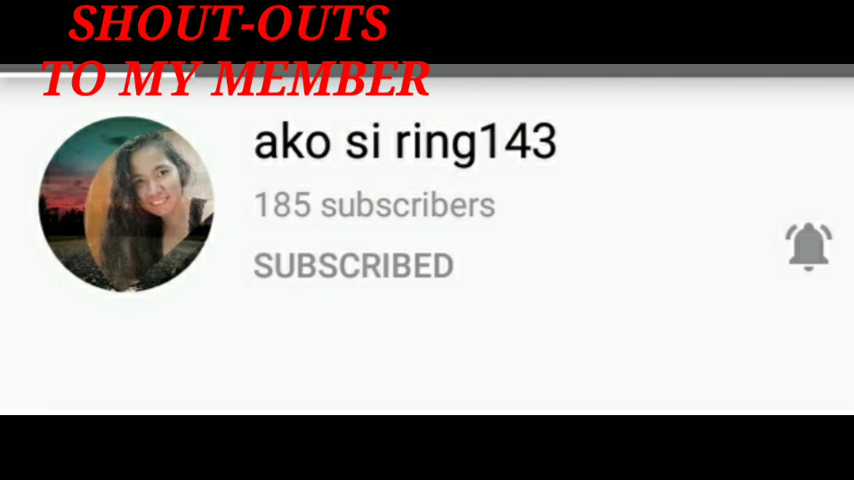 SHOUT-OUTS
TO MY MEMBER
ako si ring143
185 subscribers
SUBSCRIBED